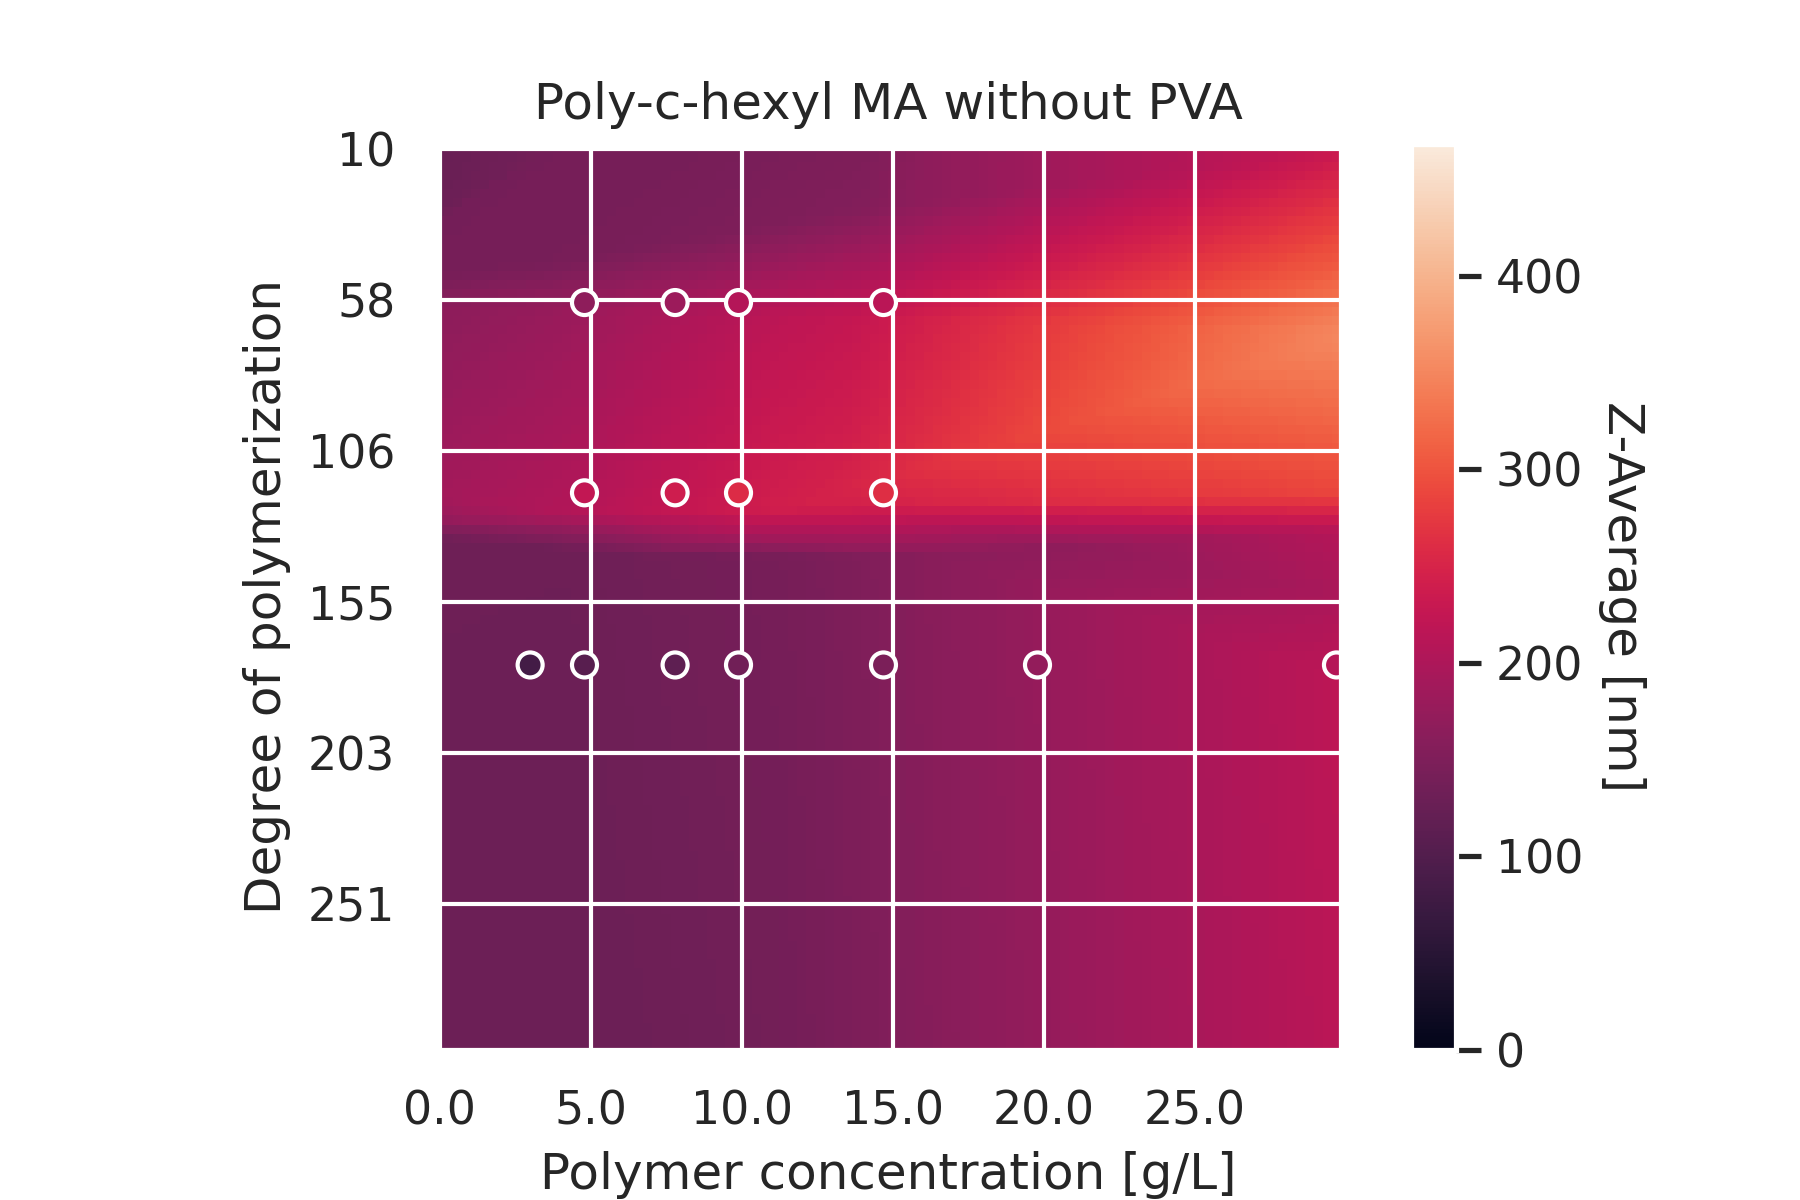 Poly-c-hexyl MA without PVA
10
58
106
155
203
251
Degree of polymerization
0.0 5.0 10.0 15.0 20.0 25.0
Polymer concentration [g/L]
400
300
200
100
0
Z-Average [nm]